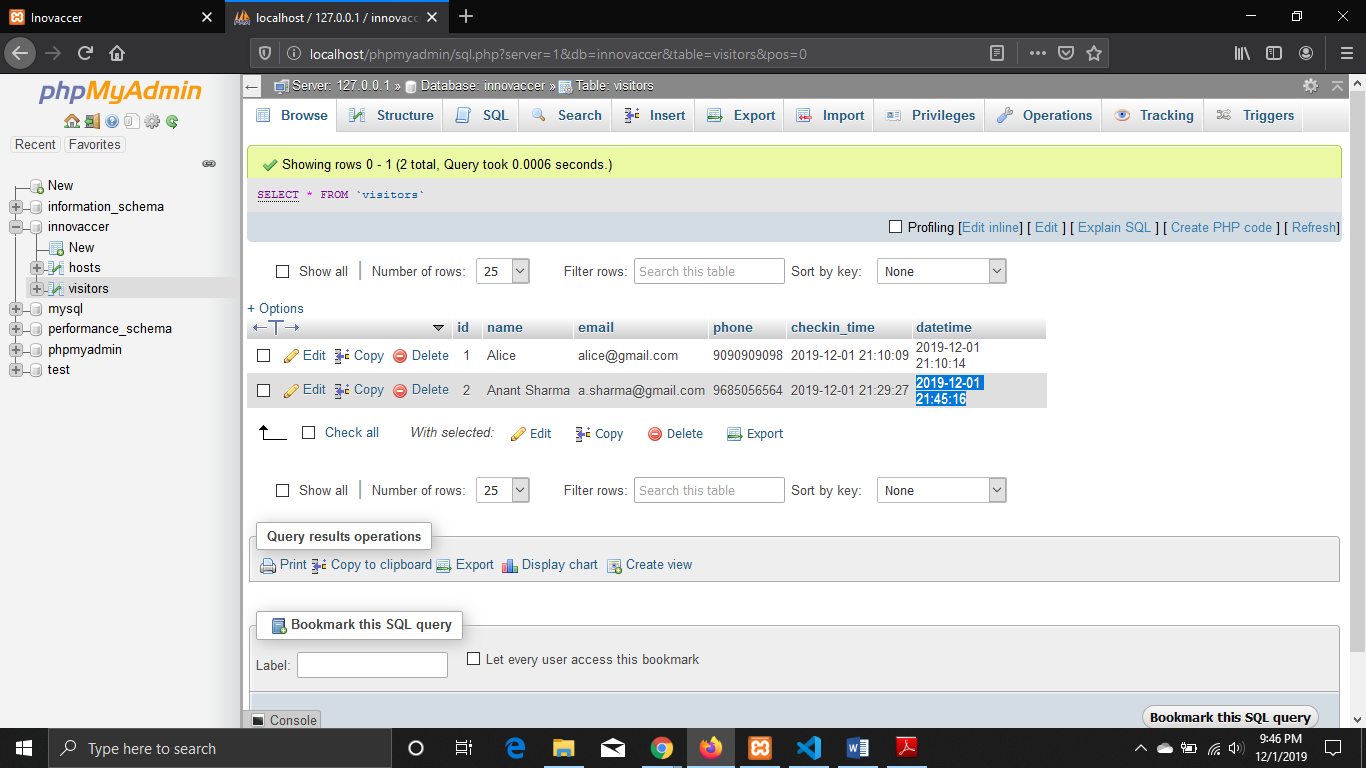 Inovaccer
localhost / 127.0.0.1 / innovacc
localhost/phpmyadmin/sql.php?server=1&db=innovaccer&table=visitors&pos=0
phpMyAdmin
Recent Favorites
New
information_schema
innovaccer
New
hosts
visitors
mysql
performance_schema
phpmyadmin
test
Server: 127.0.0.1 » Database: innovaccer » Table: visitors
Browse Structure SQL Search Insert Export Import Privileges Operations Tracking Triggers
Showing rows 0 - 1 (2 total, Query took 0.0006 seconds.)
SELECT * FROM `visitors`
Profiling [Edit inline] [ Edit ] [ Explain SQL ] [ Create PHP code ] [ Refresh]
Show all Number of rows: 25 Filter rows: Search this table Sort by key: None
+ Options
id name email phone checkin_time datetime
Edit Copy Delete 1 Alice alice@gmail.com 9090909098 2019-12-01 21:10:09 2019-12-01
21:10:14
Edit Copy Delete 2 Anant Sharma a.sharma@gmail.com 9685056564 2019-12-01 21:29:27 2019-12-01
21:45:16
Check all With selected: Edit Copy Delete Export
Show all Number of rows: 25 Filter rows: Search this table Sort by key: None
Query results operations
Print Copy to clipboard Export Display chart Create view
Bookmark this SQL query
Label: Let every user access this bookmark
Console
Bookmark this SQL query
Type here to search
9:46 PM
12/1/2019